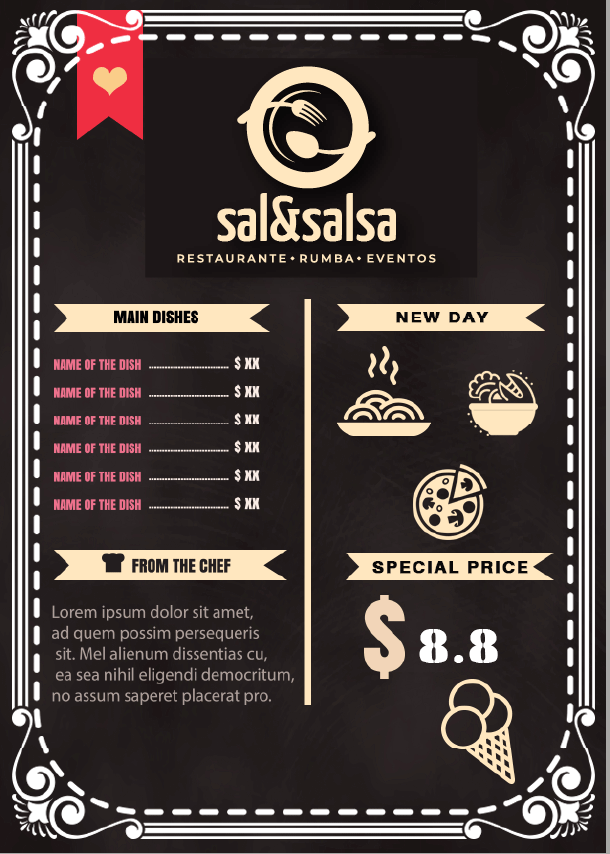 sal&salsa
RESTAURANTE • RUMBA • EVENTOS
MAIN DISHES
NAME OF THE DISH ........................ $ XX
NAME OF THE DISH ........................ $ XX
NAME OF THE DISH ........................ $ XX
NAME OF THE DISH ........................ $ XX
NAME OF THE DISH ........................ $ XX
NAME OF THE DISH ........................ $ XX
FROM THE CHEF
Lorem ipsum dolor sit amet,
ad quem possim persequeris
sit. Mel alienum dissentias cu,
ea sea nihil eligendi democritum,
no assum saperet placerat pro.
NEW DAY
SPECIAL PRICE
$ 8.8